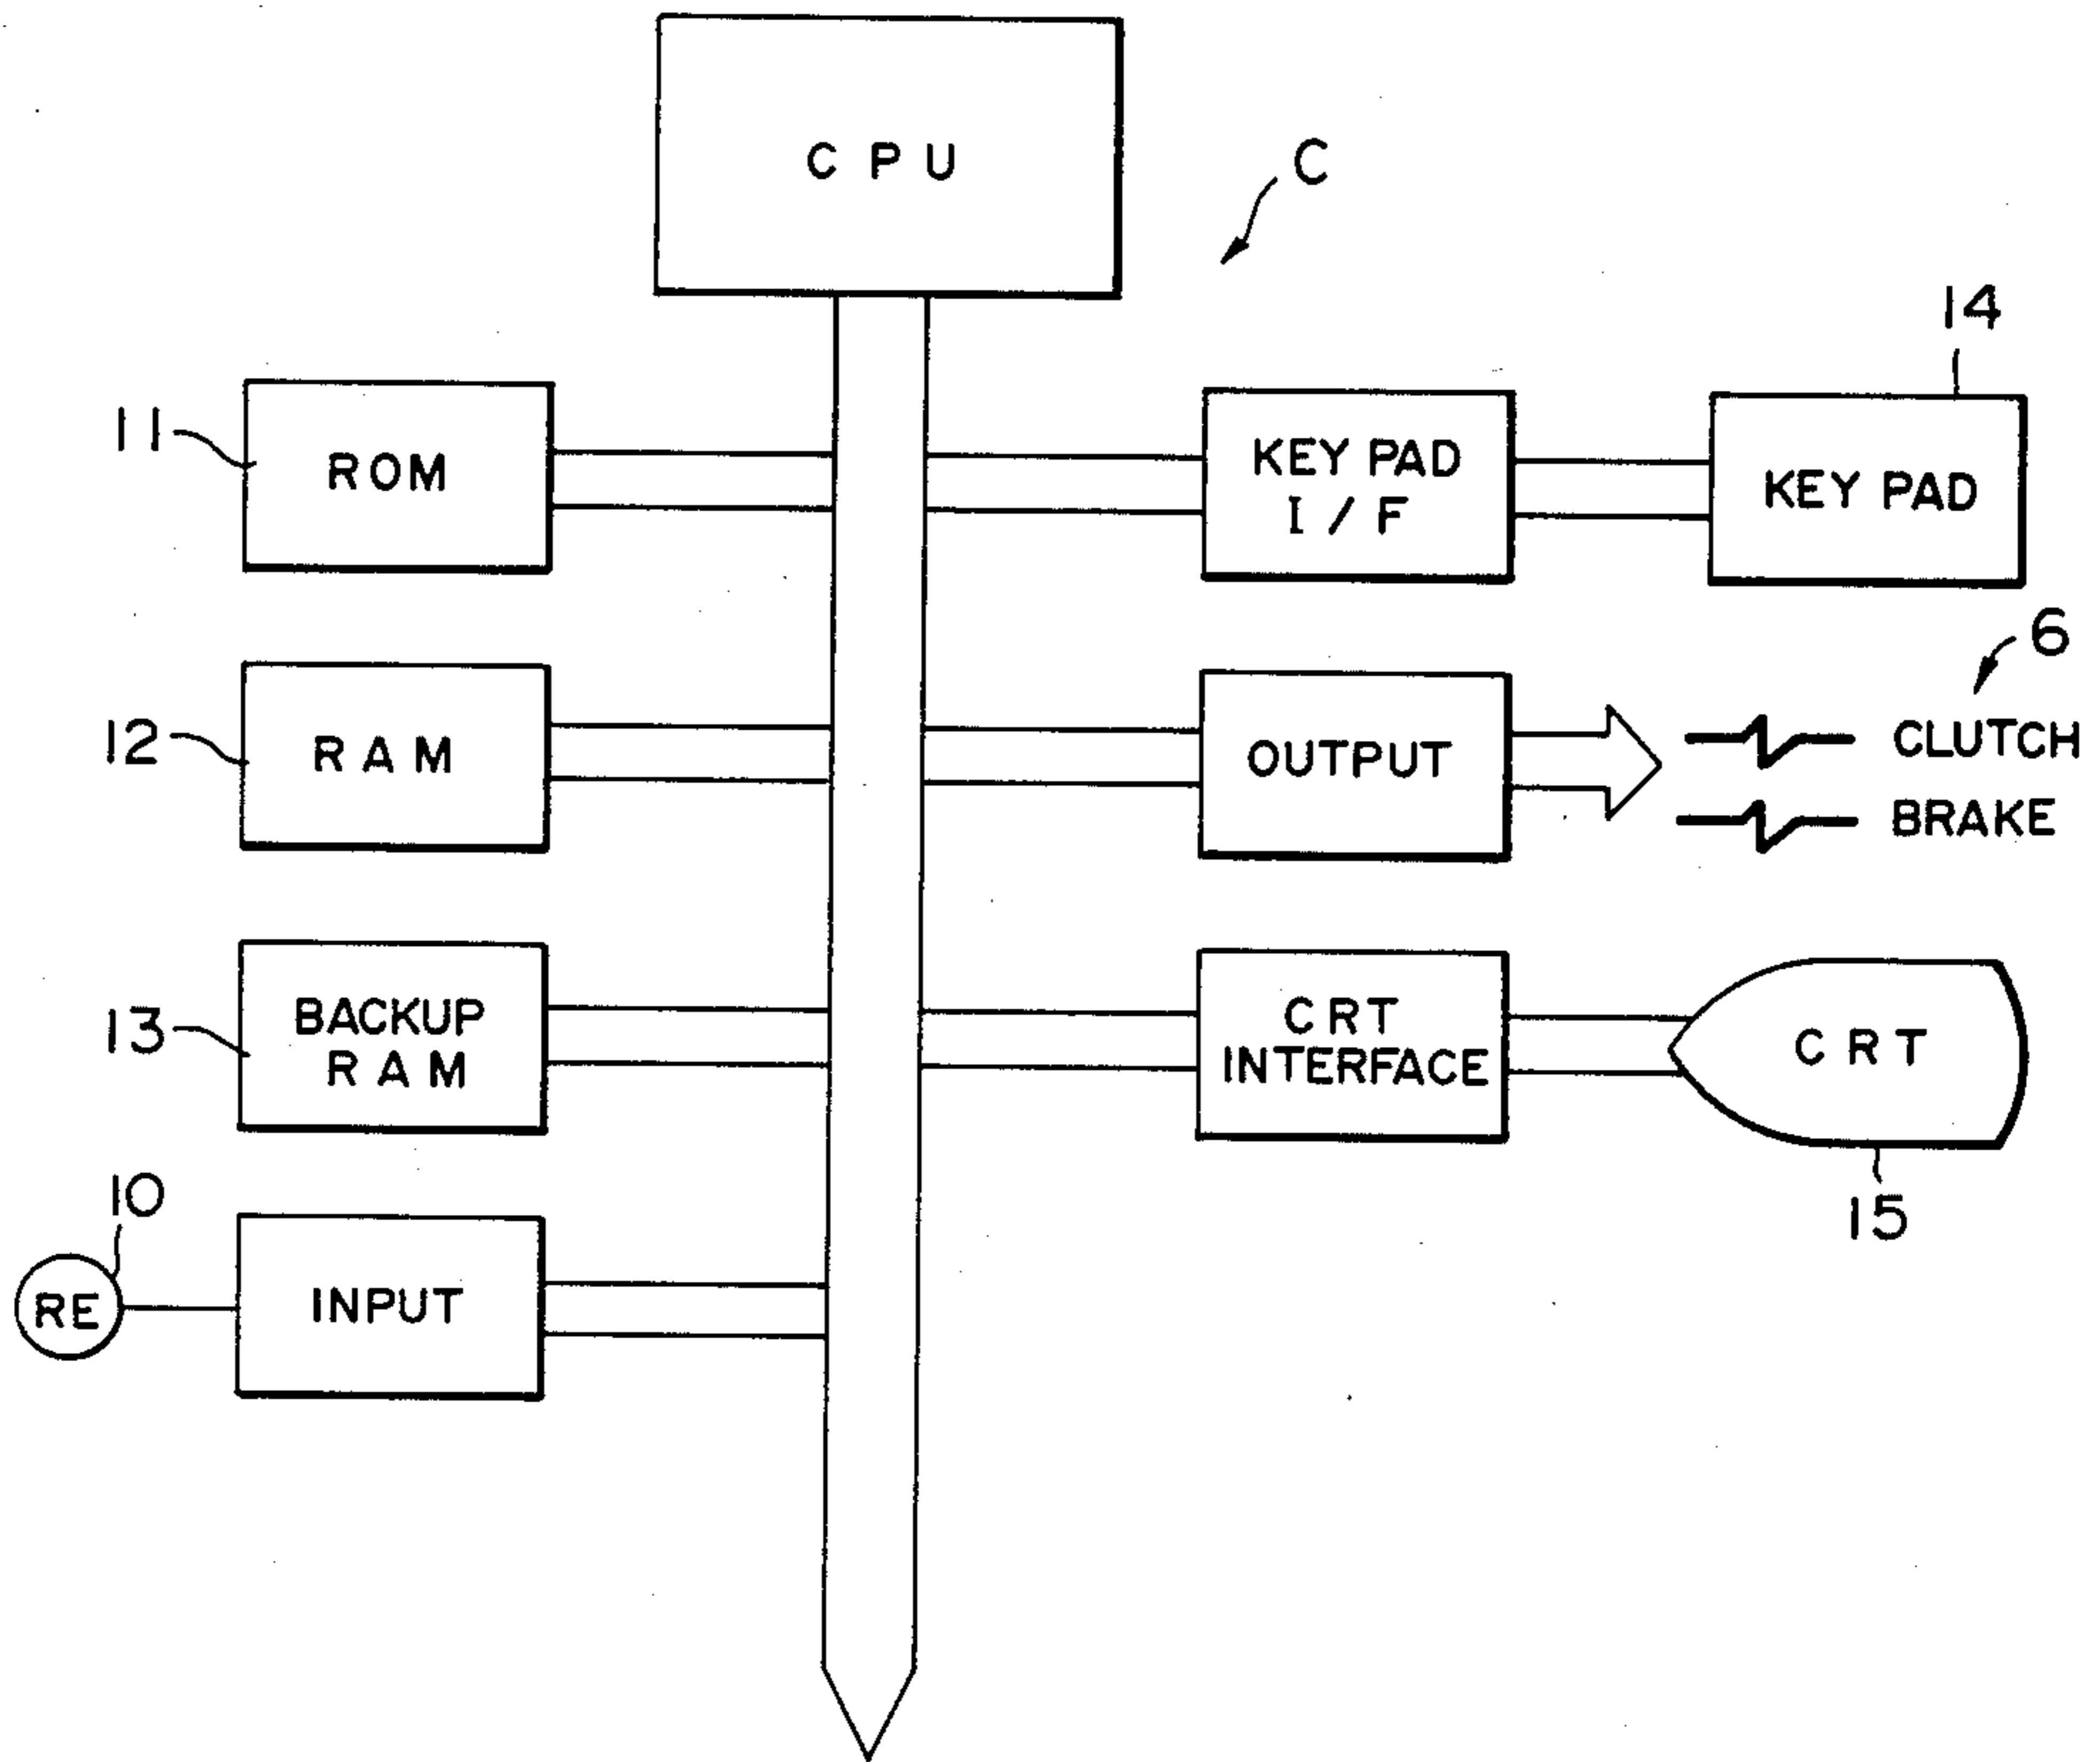 CPU
C
14
11
ROM
KEY PAD
I/F
KEY PAD
6
12
RAM
OUTPUT
CLUTCH
BRAKE
13
BACKUP
RAM
CRT
INTERFACE
CRT
15
10
RE
INPUT